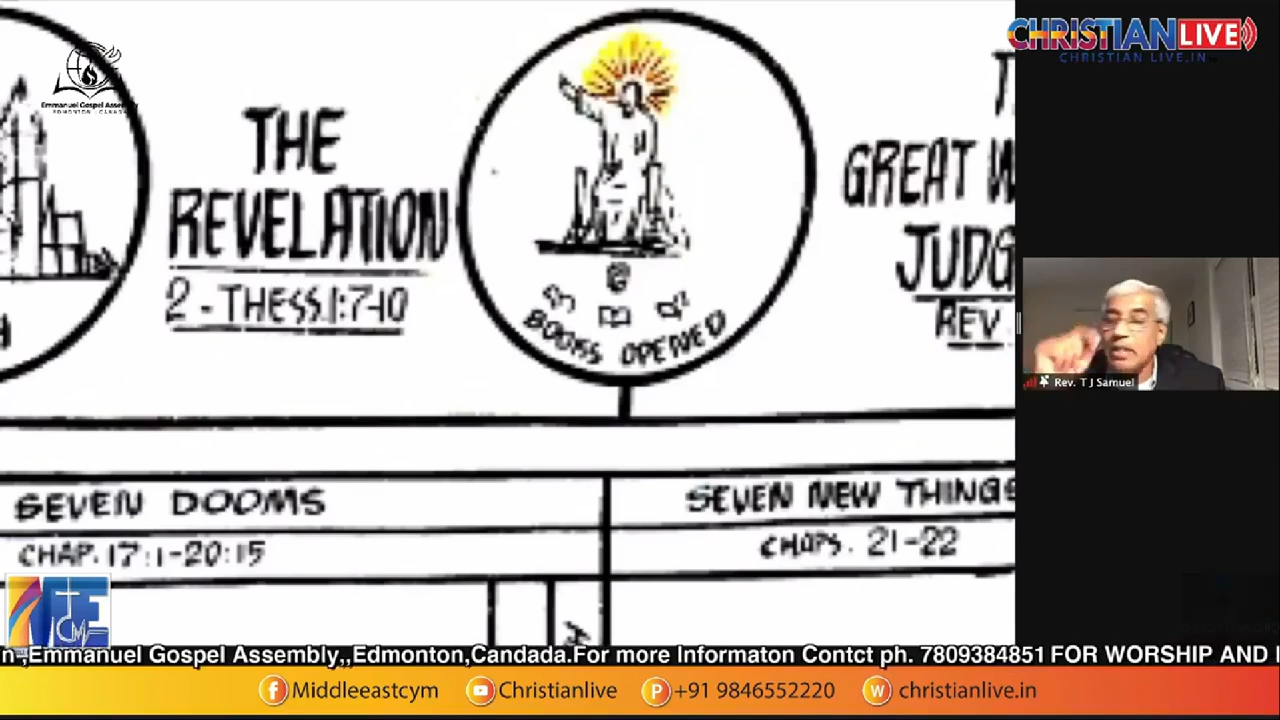 Emmanuel Gospel Assembly
EDMONTON | CANADA
CHRISTIAN LIVE
CHRISTIAN LIVE.IN
THE
REVELATION
2 - THESS.1:7-10
BOOKS OPENED
GREAT W
JUDG
REV.
SEVEN DOOMS
SEVEN NEW THINGS
CHAP. 17:1-20:15
CHAPS. 21-22
Rev. T J Samuel
n-,Emmanuel Gospel Assembly,,Edmonton,Candada.For more Informaton Contct ph. 7809384851 FOR WORSHIP AND
Middleeastcym
Christianlive
+91 9846552220
christianlive.in